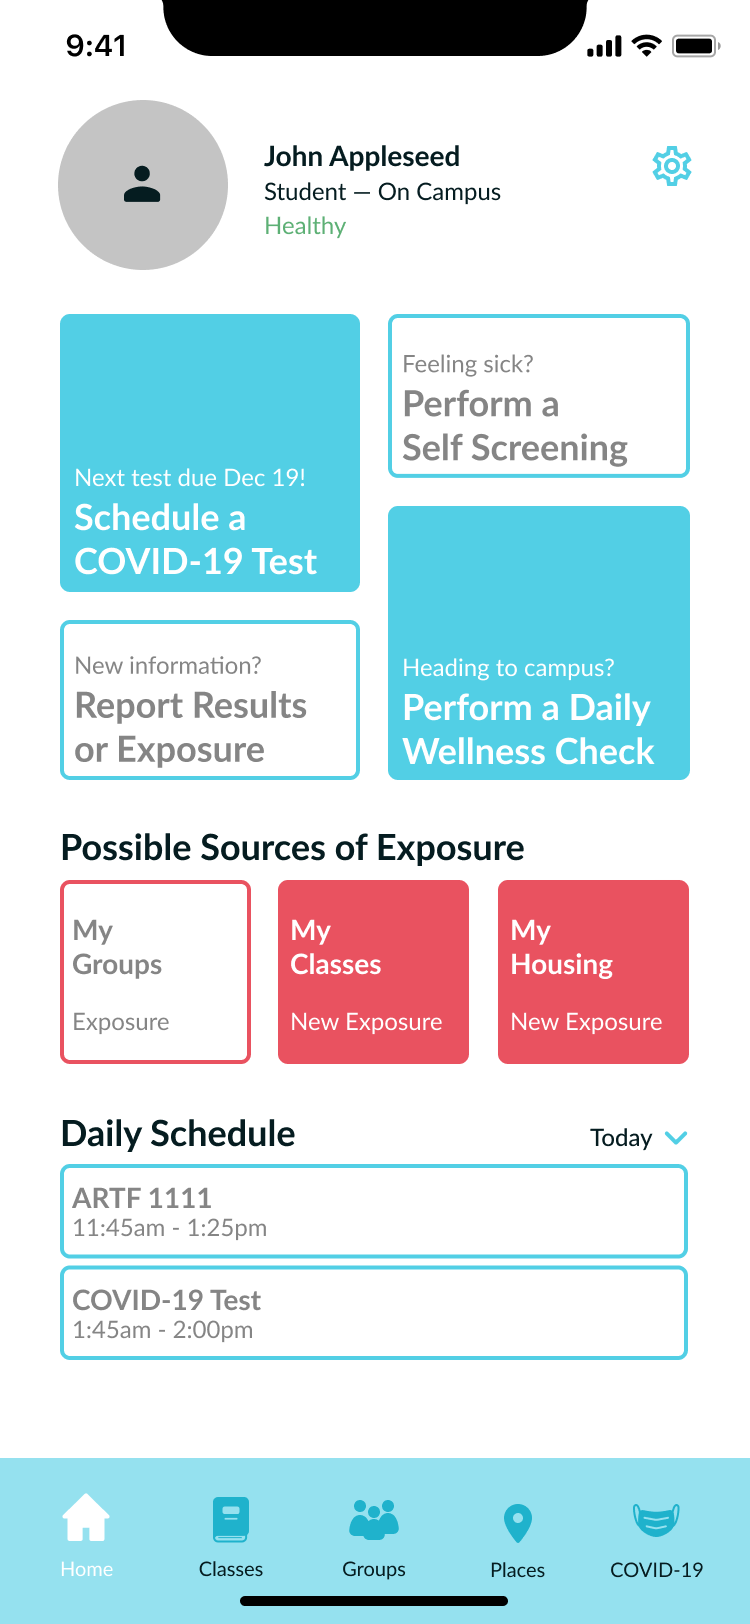 9:41
John Appleseed
Student — On Campus
Healthy
Next test due Dec 19!
Schedule a
COVID-19 Test
Feeling sick?
Perform a
Self Screening
New information?
Report Results
or Exposure
Heading to campus?
Perform a Daily
Wellness Check
Possible Sources of Exposure
My
Groups
Exposure
My
Classes
New Exposure
My
Housing
New Exposure
Daily Schedule
Today
ARTF 1111
11:45am - 1:25pm
COVID-19 Test
1:45am - 2:00pm
Home
Classes
Groups
Places
COVID-19